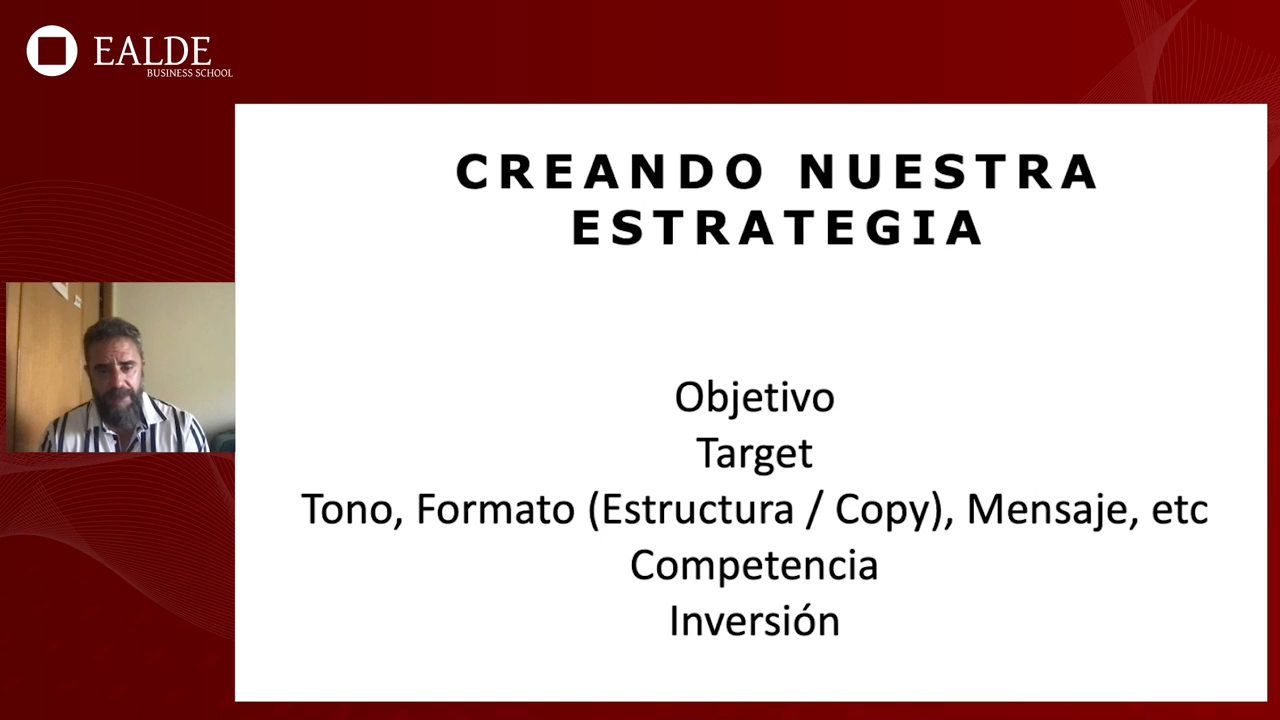 EALDE
BUSINESS SCHOOL
CREANDO NUESTRA
ESTRATEGIA
Objetivo
Target
Tono, Formato (Estructura / Copy), Mensaje, etc
Competencia
Inversión